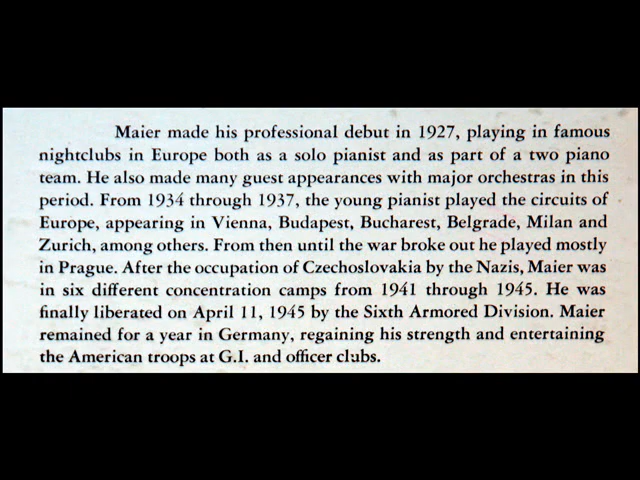 Maier made his professional debut in 1927, playing in famous
nightclubs in Europe both as a solo pianist and as part of a two piano
team. He also made many guest appearances with major orchestras in this
period. From 1934 through 1937, the young pianist played the circuits of
Europe, appearing in Vienna, Budapest, Bucharest, Belgrade, Milan and
Zurich, among others. From then until the war broke out he played mostly
in Prague. After the occupation of Czechoslovakia by the Nazis, Maier was
in six different concentration camps from 1941 through 1945. He was
finally liberated on April 11, 1945 by the Sixth Armored Division. Maier
remained for a year in Germany, regaining his strength and entertaining
the American troops at G.I. and officer clubs.